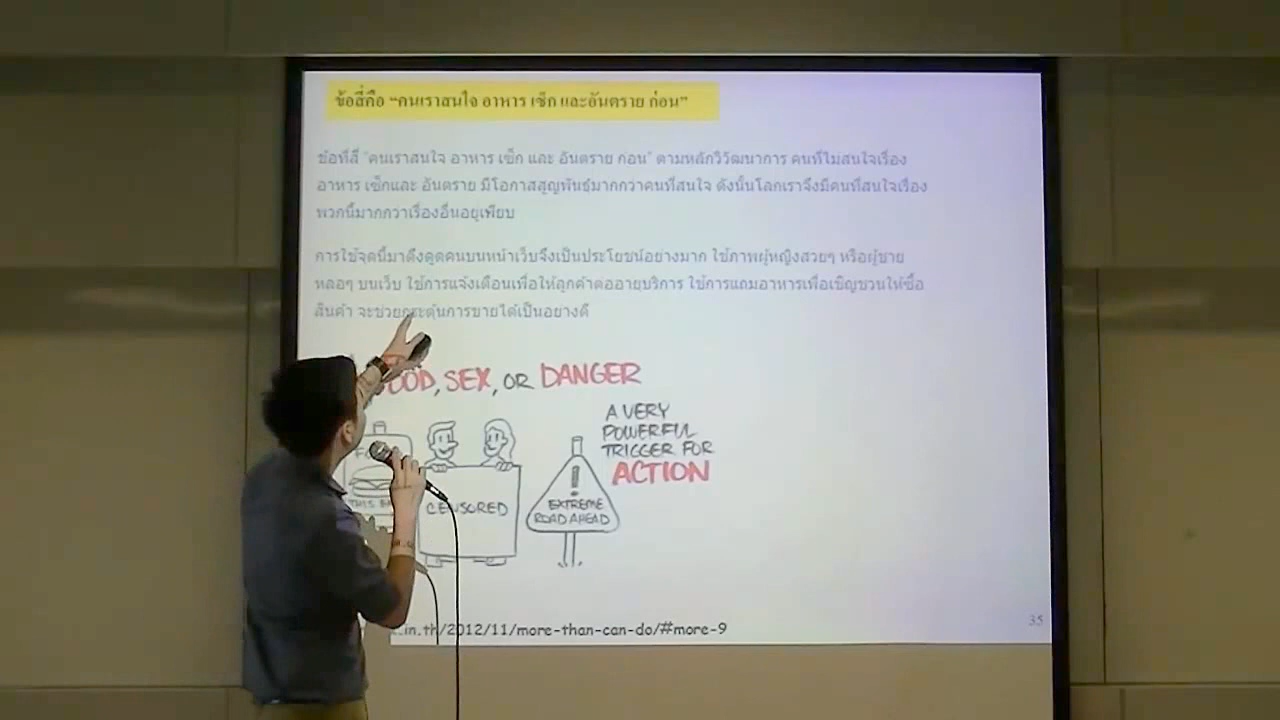 ข้อสี่คือ “คนเราสนใจ อาหาร เซ็ก และอันตราย ก่อน”
ข้อที่สี่ “คนเราสนใจ อาหาร เซ็ก และ อันตราย ก่อน” ตามหลักวิวัฒนาการ คนที่ไม่สนใจเรื่อง
อาหาร เซ็กและ อันตราย มีโอกาสสูญพันธุ์มากกว่าคนที่สนใจ ดังนั้นโลกเราจึงมีคนที่สนใจเรื่อง
พวกนี้มากกว่าเรื่องอื่นอยู่เพียบ
การใช้จุดนี้มาดึงดูดคนบนหน้าเว็บจึงเป็นประโยชน์อย่างมาก ใช้ภาพผู้หญิงสวยๆ หรือผู้ชาย
หล่อๆ บนเว็บ ใช้การแจ้งเตือนเพื่อให้ลูกค้าต่ออายุบริการ ใช้การแถมอาหารเพื่อเชิญชวนให้ซื้อ
สินค้า จะช่วยกระตุ้นการขายได้เป็นอย่างดี
SEX, OR DANGER
A VERY
POWERFUL
TRIGGER FOR
ACTION
THIS
CENSORED
!
EXTREME
ROAD AHEAD
.in.th/2012/11/more-than-can-do/#more-9
35